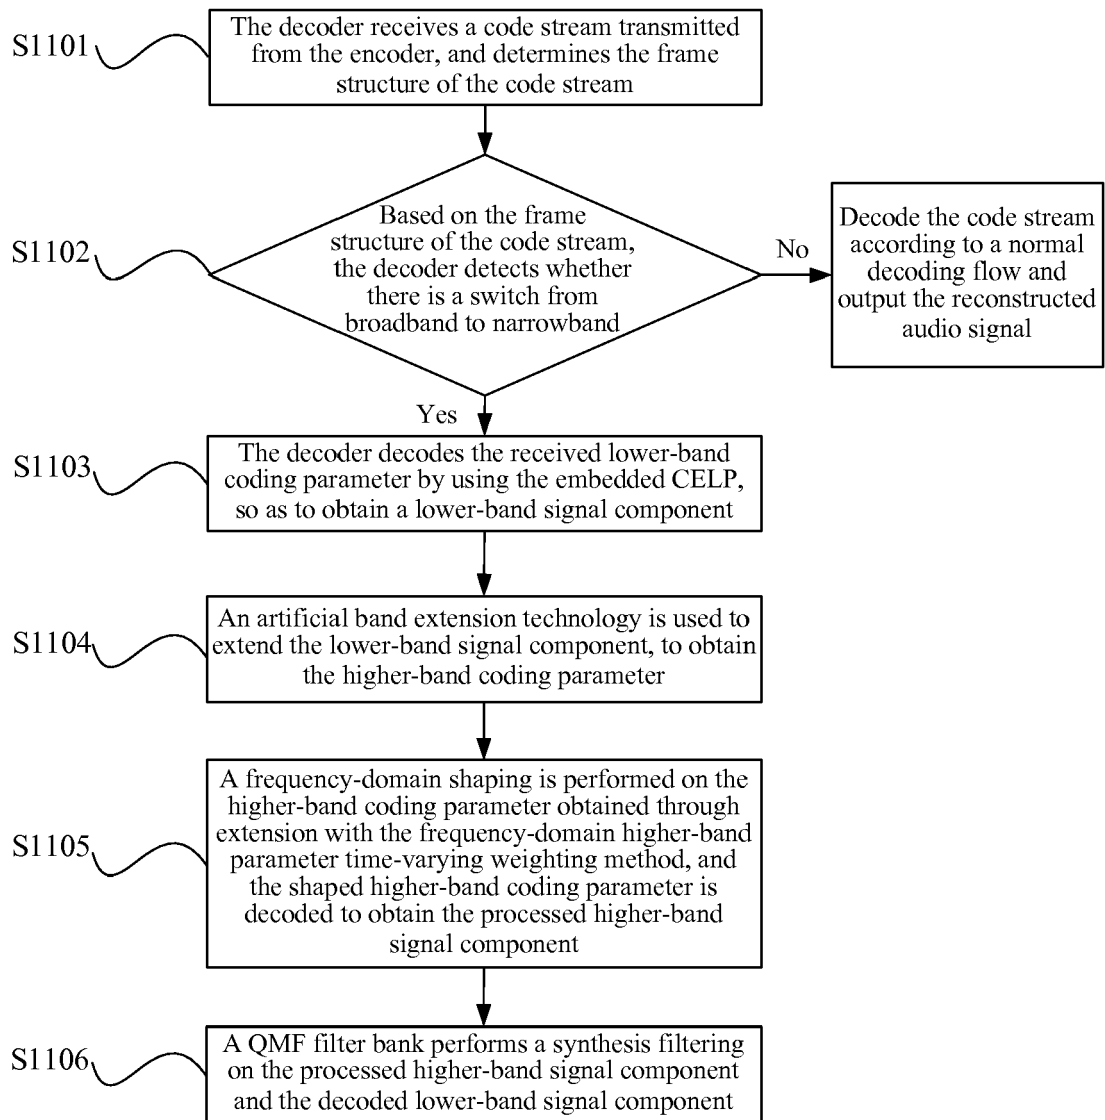 S1101
The decoder receives a code stream transmitted
from the encoder, and determines the frame
structure of the code stream
S1102
Based on the frame
structure of the code stream,
the decoder detects whether
there is a switch from
broadband to narrowband
No
Decode the code stream
according to a normal
decoding flow and
output the reconstructed
audio signal
Yes
S1103
The decoder decodes the received lower-band
coding parameter by using the embedded CELP,
so as to obtain a lower-band signal component
S1104
An artificial band extension technology is used to
extend the lower-band signal component, to obtain
the higher-band coding parameter
S1105
A frequency-domain shaping is performed on the
higher-band coding parameter obtained through
extension with the frequency-domain higher-band
parameter time-varying weighting method, and
the shaped higher-band coding parameter is
decoded to obtain the processed higher-band
signal component
S1106
A QMF filter bank performs a synthesis filtering
on the processed higher-band signal component
and the decoded lower-band signal component